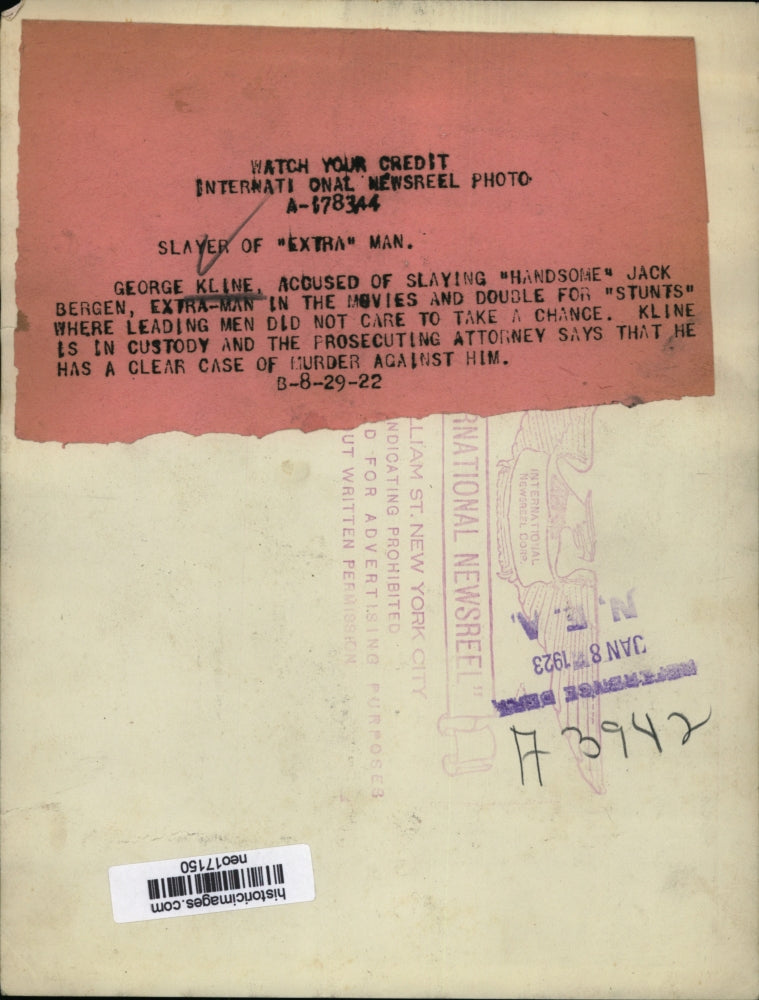 WATCH YOUR CREDIT
INTERNATI ONAL NEWSREEL PHOTO
A-178344
SLAYER OF "EXTRA" MAN.
GEORGE KLINE, ACCUSED OF SLAYING "HANDSOME" JACK
BERGEN, EXTRA-MAN IN THE MOVIES AND DOUBLE FOR "STUNTS"
WHERE LEADING MEN DID NOT CARE TO TAKE A CHANCE. KLINE
IS IN CUSTODY AND THE PROSECUTING ATTORNEY SAYS THAT HE
HAS A CLEAR CASE OF MURDER AGAINST HIM.
B-8-29-22
INTERNATIONAL
NEWSREEL CORP.
RNATIONAL NEWSREEL"
LIAM ST. NEW YORK CITY
NDICATING PROHIBITED
D FOR ADVERTISING PURPOSES
UT WRITTEN PERMISSION
N. E. A.
JAN 8 1923
REFERENCE DEPT.
A 3942
historicimages.com
neo17150